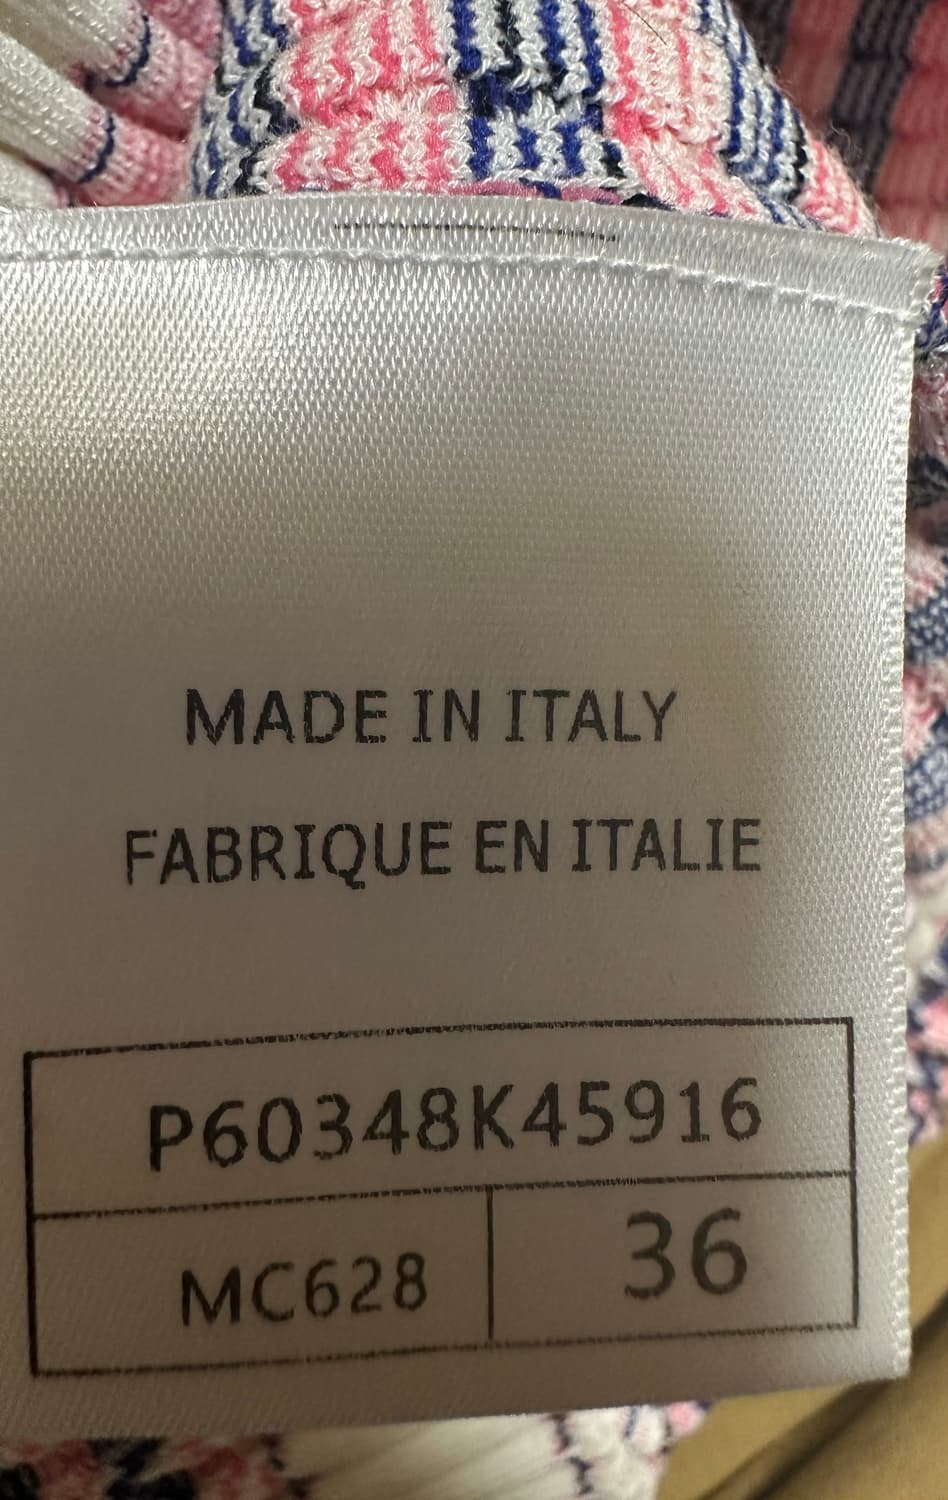 MADE IN ITALY
FABRIQUE EN ITALIE
P60348K45916
MC628 36